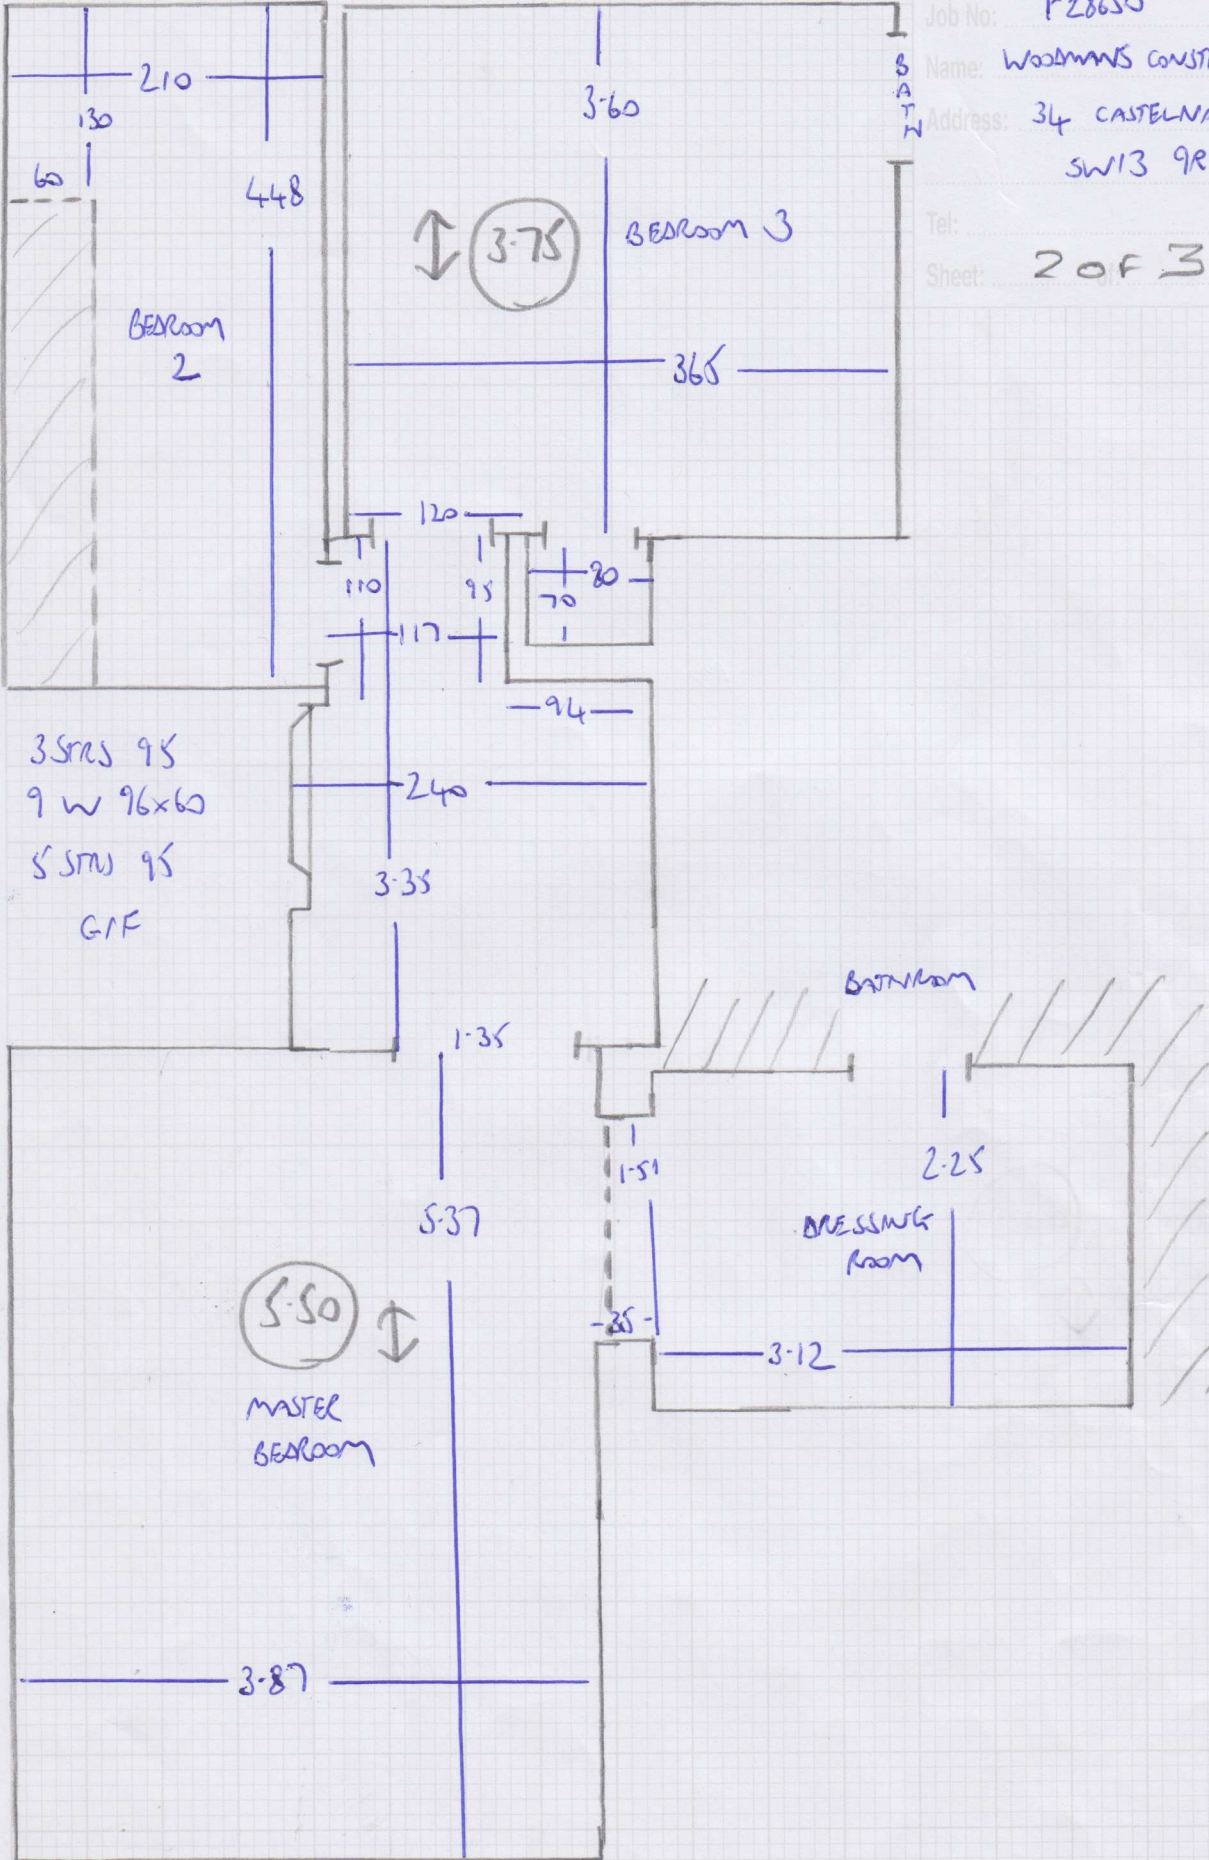 Job No: P28650
Name: WOODMANS CONST
Address: 34 CASTELNA
SW13 9R
Tel:
Sheet: 2 OF 3
210
130
60
448
BEDROOM
2
3.60
BATH
3.75
BEDROOM 3
365
120
110
95
80
70
117
94
3 STRS 95
9 W 96x60
5 STRS 95
G/F
240
3.35
1.35
BATHROOM
1.51
2.25
5.37
DRESSING
ROOM
5.50
35
3.12
MASTER
BEDROOM
3.87